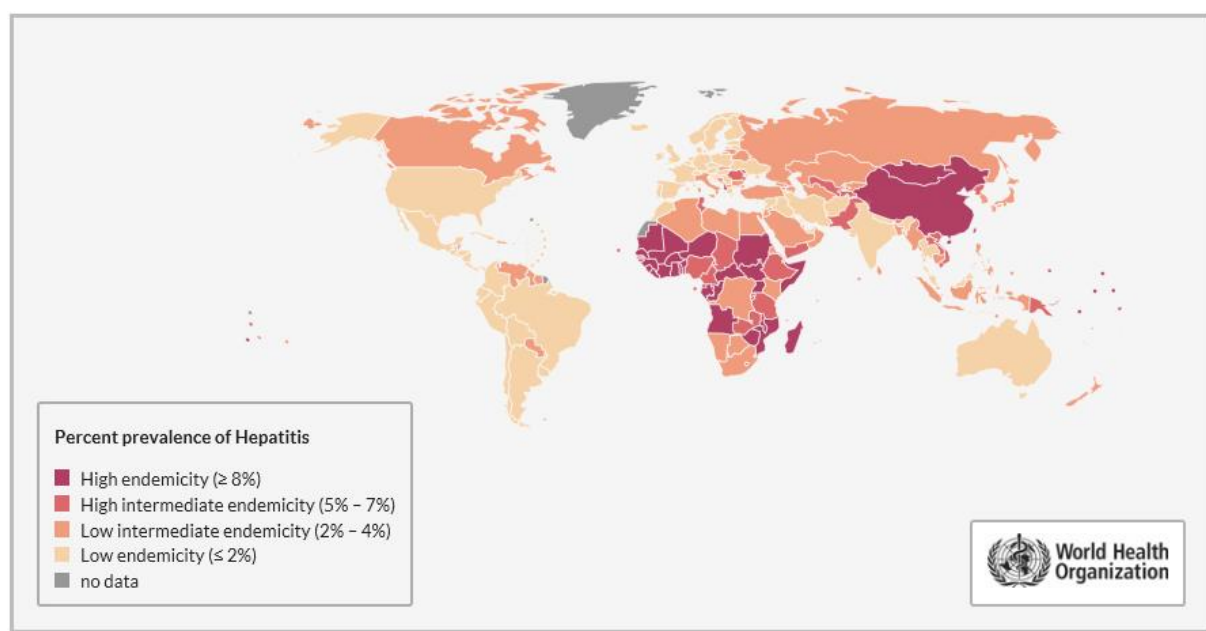 Percent prevalence of Hepatitis
High endemicity (≥ 8%)
High intermediate endemicity (5% – 7%)
Low intermediate endemicity (2% – 4%)
Low endemicity (≤ 2%)
no data
World Health
Organization